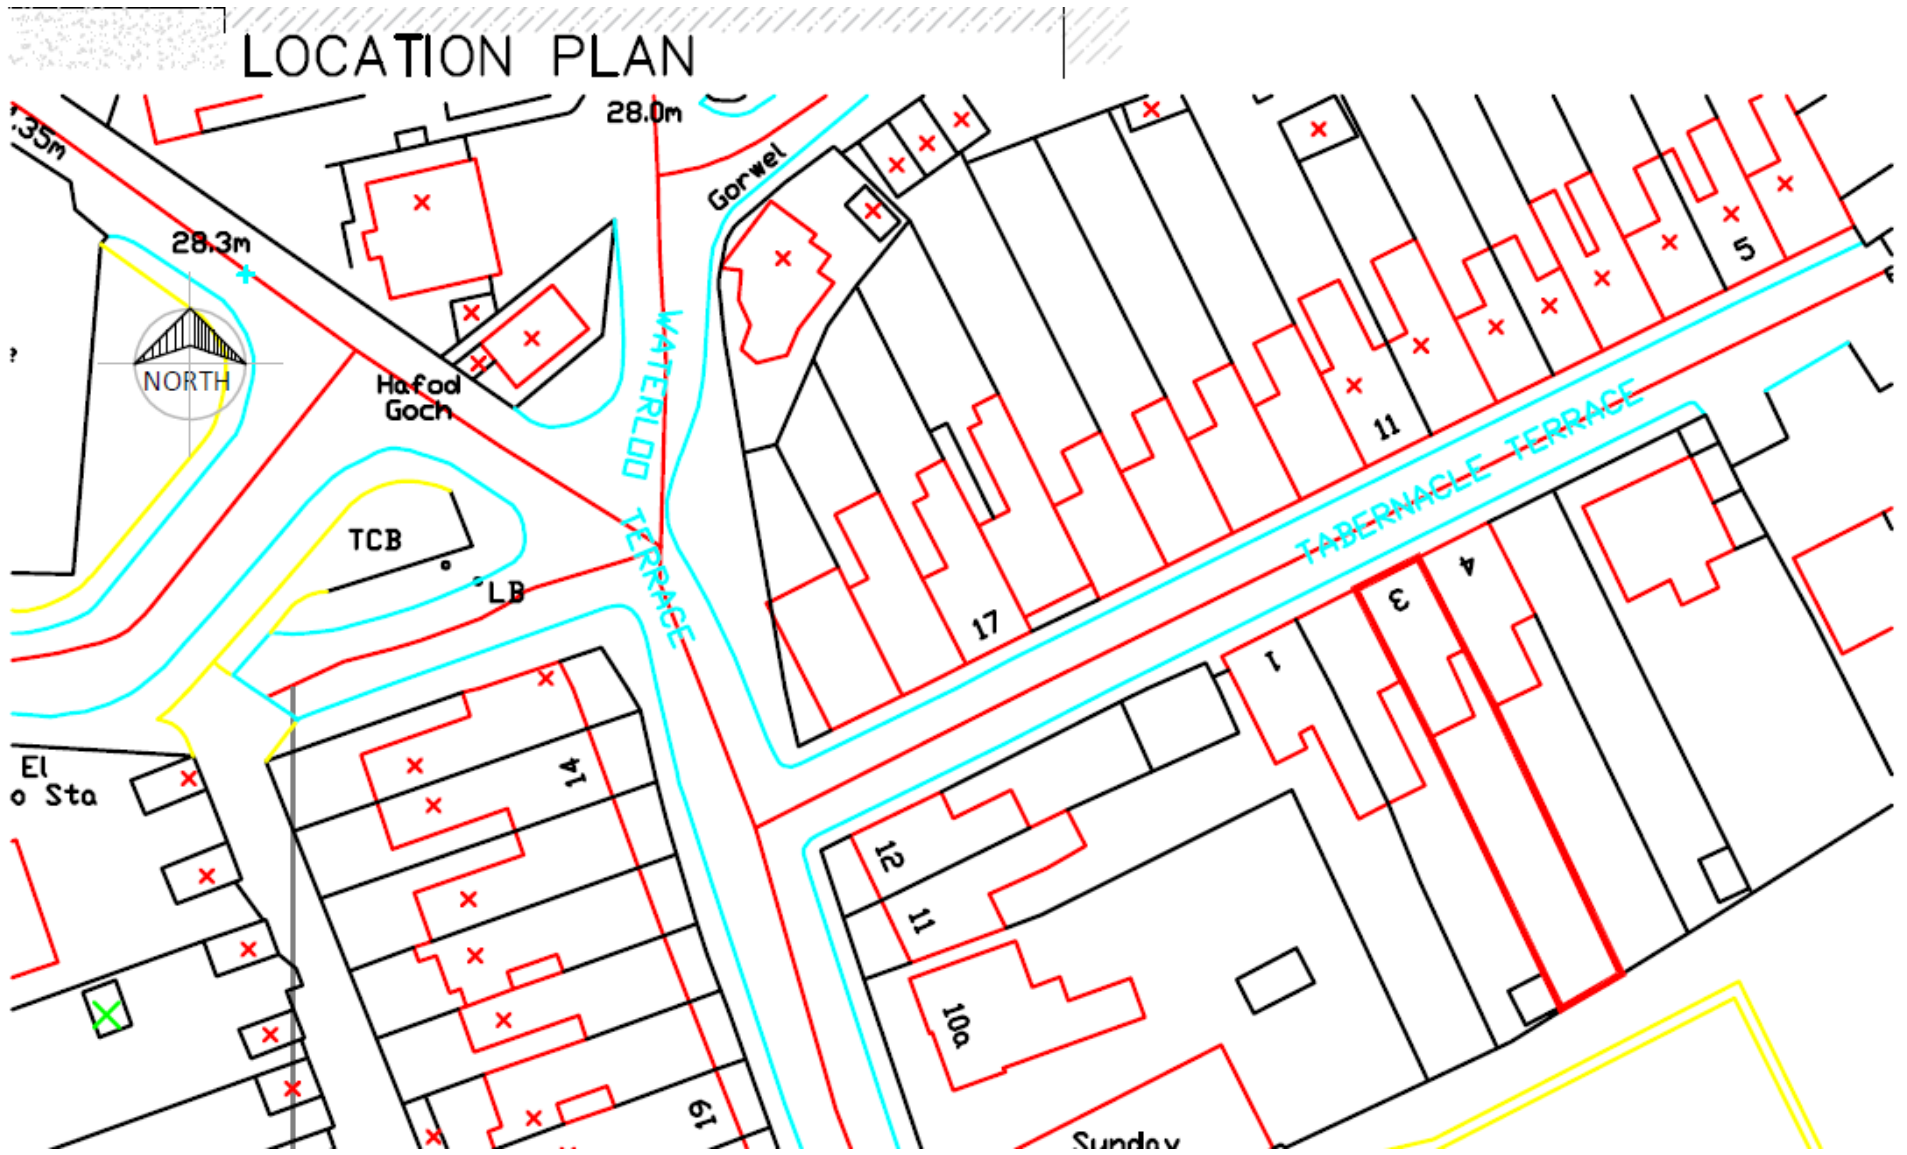 LOCATION PLAN
28.0m
.35m
Gorwel
28.3m
5
NORTH
Hafod
Goch
WATERLOO
TERRACE
11
TABERNACLE TERRACE
TCB
LB
17
4
3
1
El
o Sta
14
12
11
10a
19
Sunday